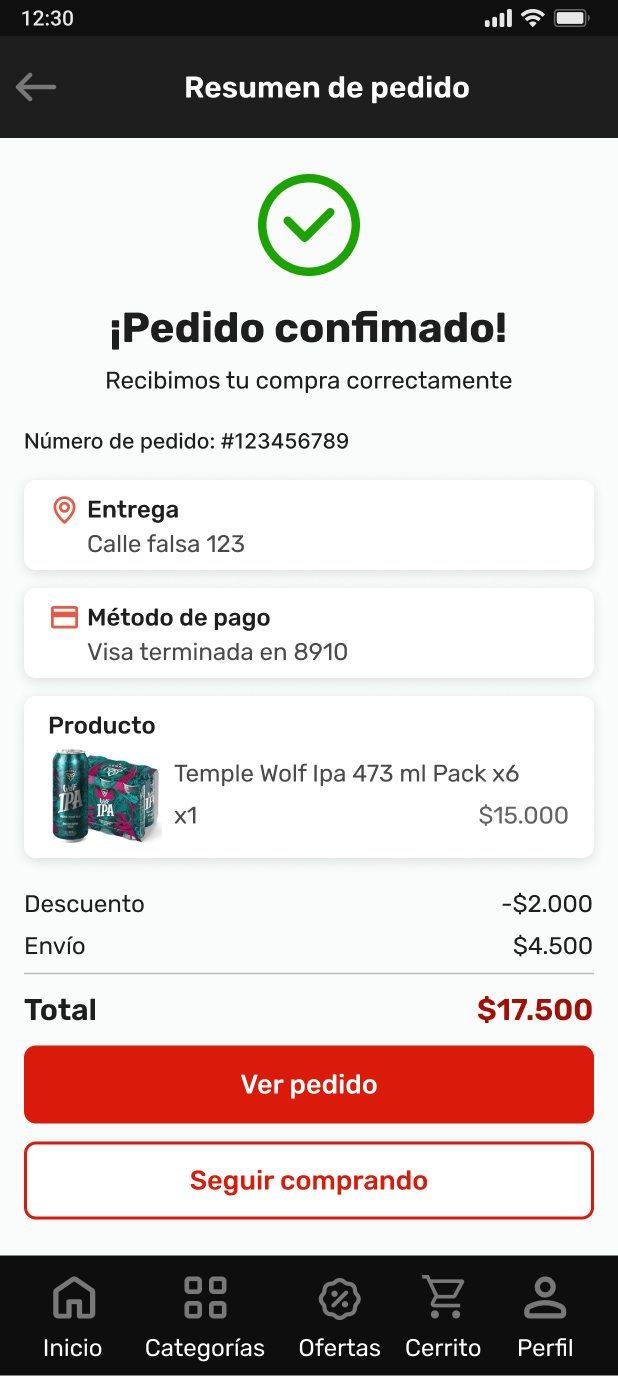 12:30
Resumen de pedido
¡Pedido confimado!
Recibimos tu compra correctamente
Número de pedido: #123456789
Entrega
Calle falsa 123
Método de pago
Visa terminada en 8910
Producto
Wolf IPA
Temple Wolf Ipa 473 ml Pack x6
x1 $15.000
Descuento -$2.000
Envío $4.500
Total $17.500
Ver pedido
Seguir comprando
Inicio Categorías Ofertas Cerrito Perfil